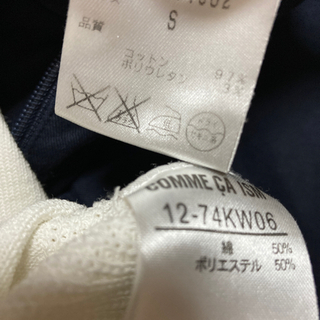 S
品質
コットン 97%
ポリウレタン 3%
COMME ÇA ISM
12-74KW06
綿 50%
ポリエステル 50%